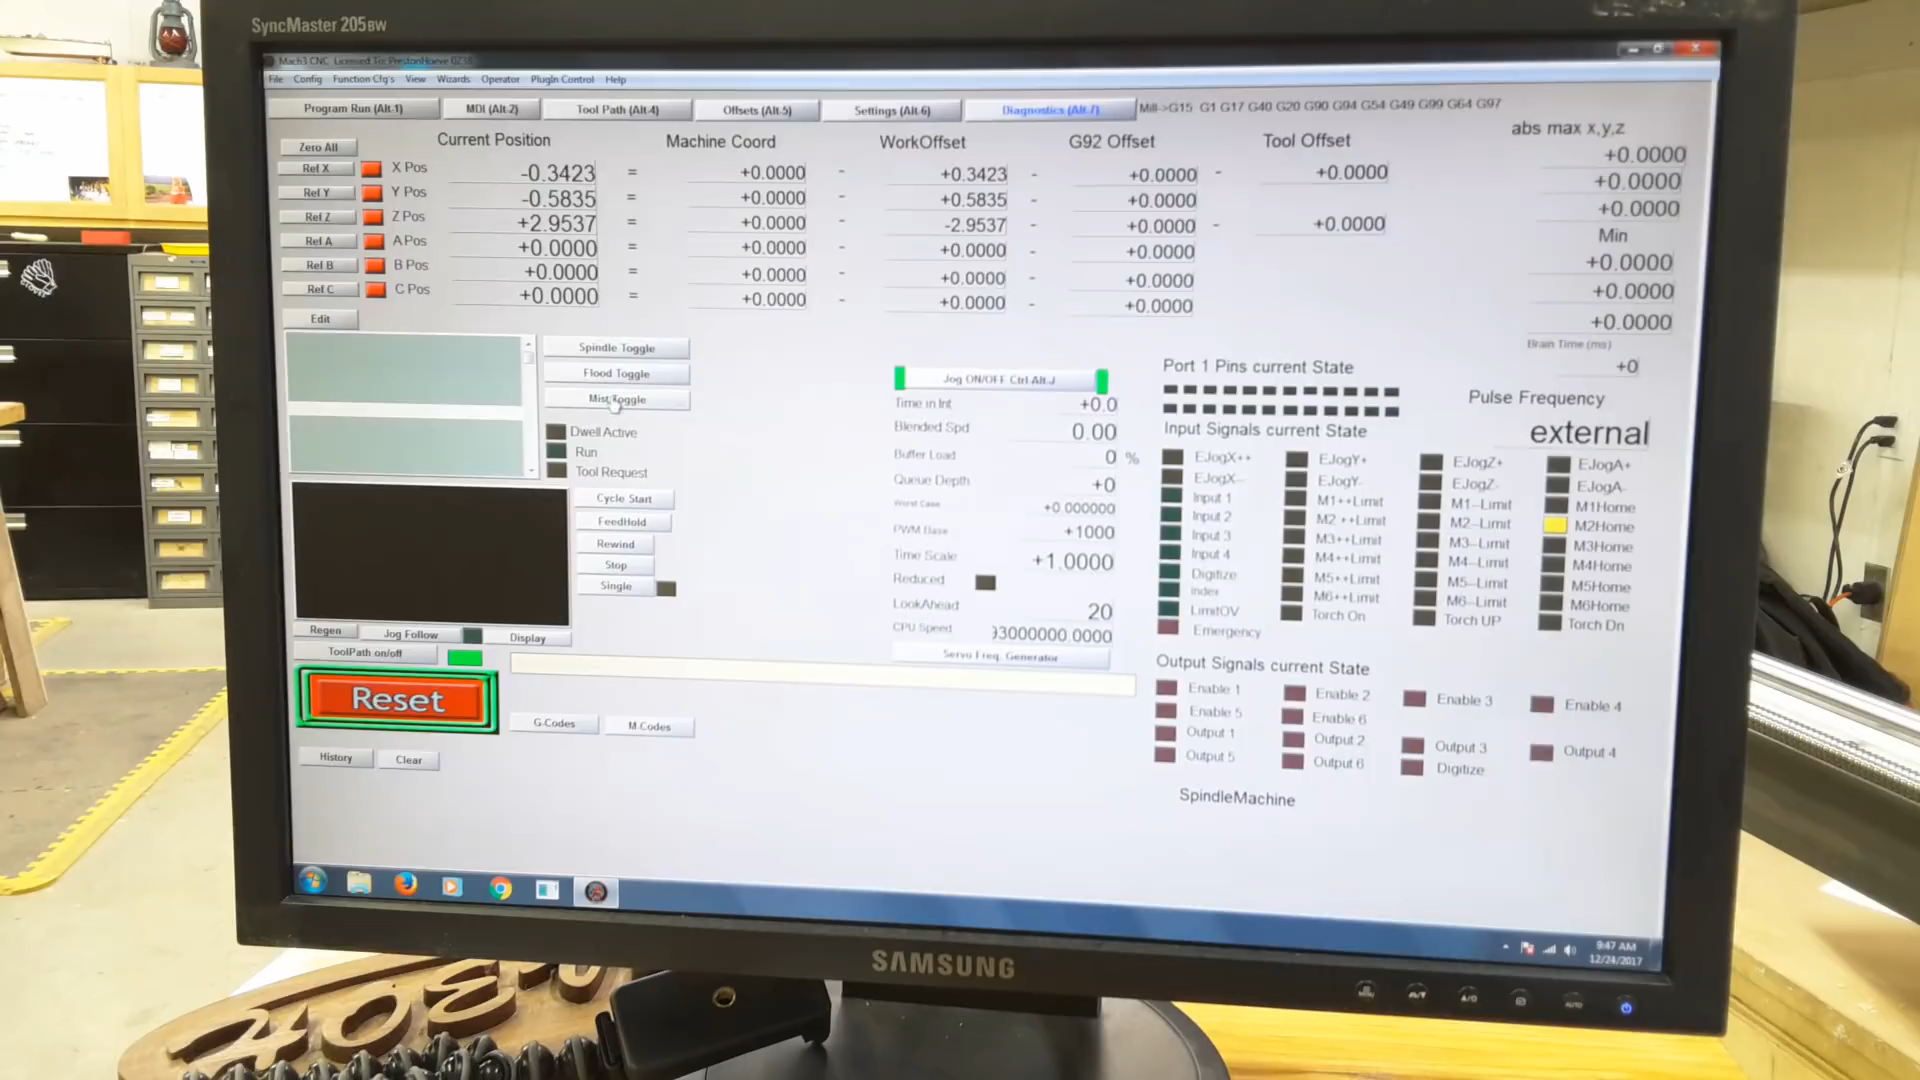 SyncMaster 205BW
Mach3 CNC Licensed To: PrestonHoeve
File Config Function Cfg's View Wizards Operator PlugIn Control Help
Program Run (Alt-1) MDI (Alt-2) Tool Path (Alt-4) Offsets (Alt-5) Settings (Alt-6) Diagnostics (Alt-7) Mill->G15 G1 G17 G40 G20 G90 G94 G54 G49 G99 G64 G97
Current Position Machine Coord WorkOffset G92 Offset Tool Offset abs max x,y,z
Zero All +0.0000
Ref X X Pos -0.3423 = +0.0000 - +0.3423 - +0.0000 - +0.0000 +0.0000
Ref Y Y Pos -0.5835 = +0.0000 - +0.5835 - +0.0000 +0.0000
Ref Z Z Pos +2.9537 = +0.0000 - -2.9537 - +0.0000 - +0.0000 Min
Ref A A Pos +0.0000 = +0.0000 - +0.0000 - +0.0000 +0.0000
Ref B B Pos +0.0000 = +0.0000 - +0.0000 - +0.0000 +0.0000
Ref C C Pos +0.0000 = +0.0000 - +0.0000 - +0.0000 +0.0000
Edit
Brain Time (ms)
+0
Spindle Toggle
Flood Toggle
Mist Toggle
Dwell Active
Run
Tool Request
Cycle Start
FeedHold
Rewind
Stop
Single
Regen Jog Follow Display
ToolPath on/off
Reset
G-Codes M-Codes
History Clear
Jog ON/OFF Ctrl-Alt-J
Time in Int +0.0
Blended Spd 0.00
Buffer Load 0 %
Queue Depth +0
Worst Case +0.000000
PWM Base +1000
Time Scale +1.0000
Reduced
LookAhead 20
CPU Speed 93000000.0000
Servo Freq. Generator
Port 1 Pins current State
Pulse Frequency
external
Input Signals current State
EJogX++ EJogY+ EJogZ+ EJogA+
EJogX- EJogY- EJogZ- EJogA-
Input 1 M1++Limit M1--Limit M1Home
Input 2 M2++Limit M2--Limit M2Home
Input 3 M3++Limit M3--Limit M3Home
Input 4 M4++Limit M4--Limit M4Home
Digitize M5++Limit M5--Limit M5Home
Index M6++Limit M6--Limit M6Home
LimitOV Torch On Torch UP Torch Dn
Emergency
Output Signals current State
Enable 1 Enable 2 Enable 3 Enable 4
Enable 5 Enable 6
Output 1 Output 2 Output 3 Output 4
Output 5 Output 6 Digitize
SpindleMachine
9:47 AM
12/24/2017
SAMSUNG
MENU
AUTO